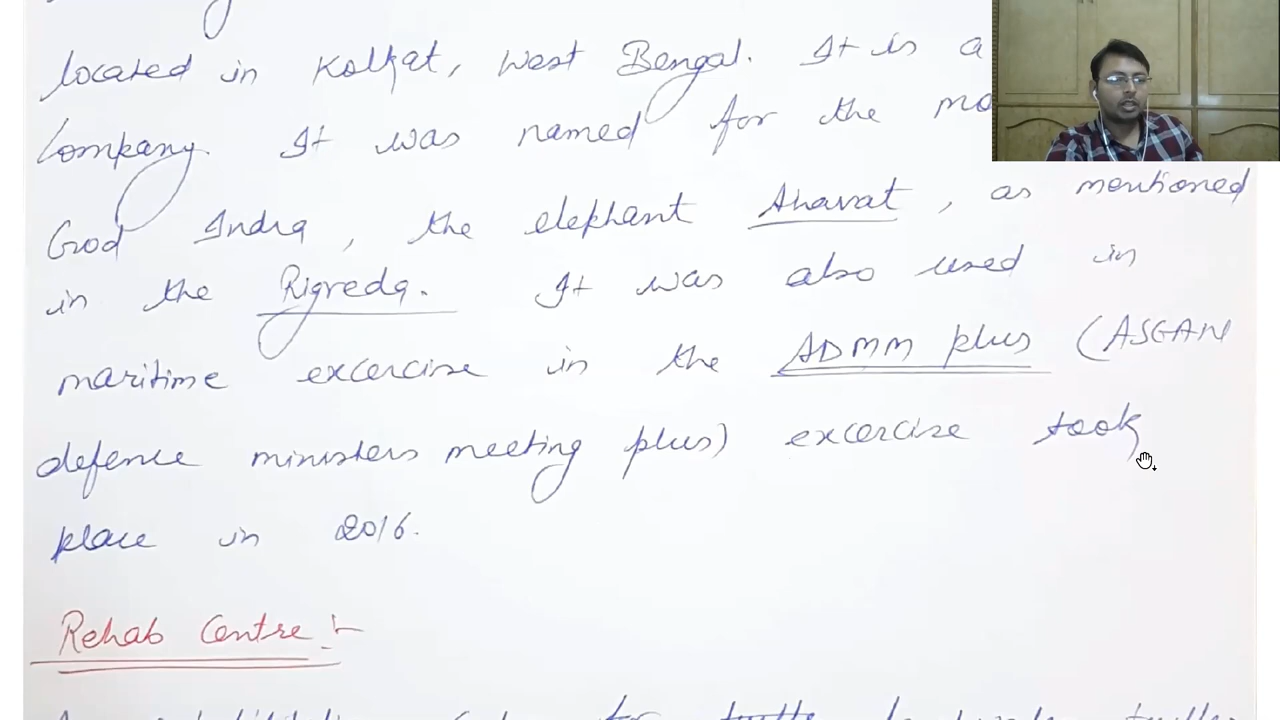 located in Kolkat, West Bengal. It is a
Company. It was named for the
God Indra, the elephant Ahavat, as mentioned
in the Rigveda. It was also used in
maritime excercise in the ADMM plus (ASEAN
defence ministers meeting plus) excercise took
place in 2016.
Rehab Centre :-